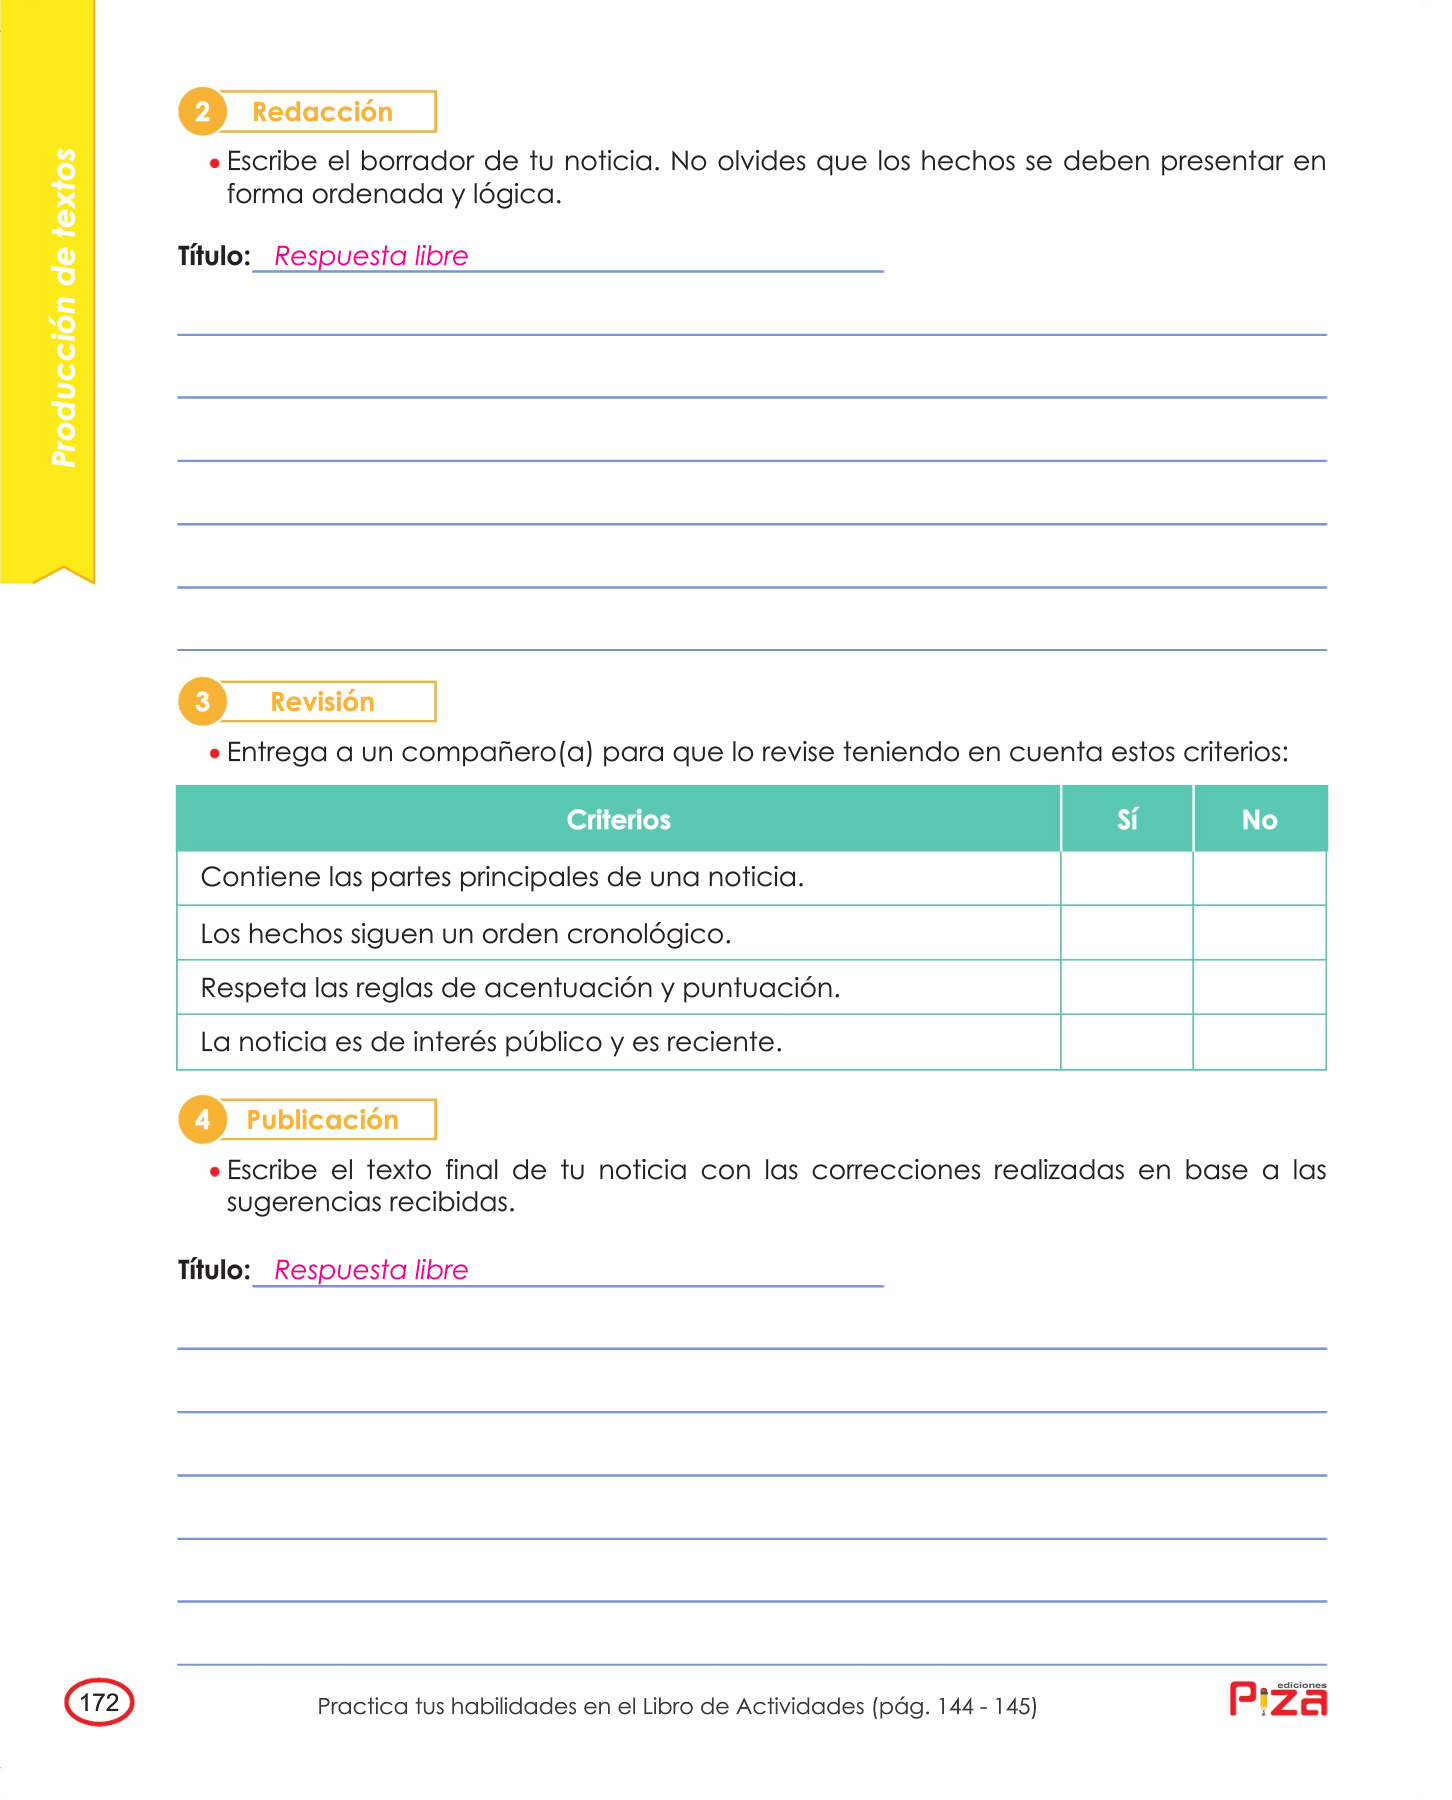 Producción de textos
2 Redacción
• Escribe el borrador de tu noticia. No olvides que los hechos se deben presentar en
forma ordenada y lógica.
Título: Respuesta libre
3 Revisión
• Entrega a un compañero(a) para que lo revise teniendo en cuenta estos criterios:
Criterios Sí No
Contiene las partes principales de una noticia.
Los hechos siguen un orden cronológico.
Respeta las reglas de acentuación y puntuación.
La noticia es de interés público y es reciente.
4 Publicación
• Escribe el texto final de tu noticia con las correcciones realizadas en base a las
sugerencias recibidas.
Título: Respuesta libre
172
Practica tus habilidades en el Libro de Actividades (pág. 144 - 145)
ediciones
Piza